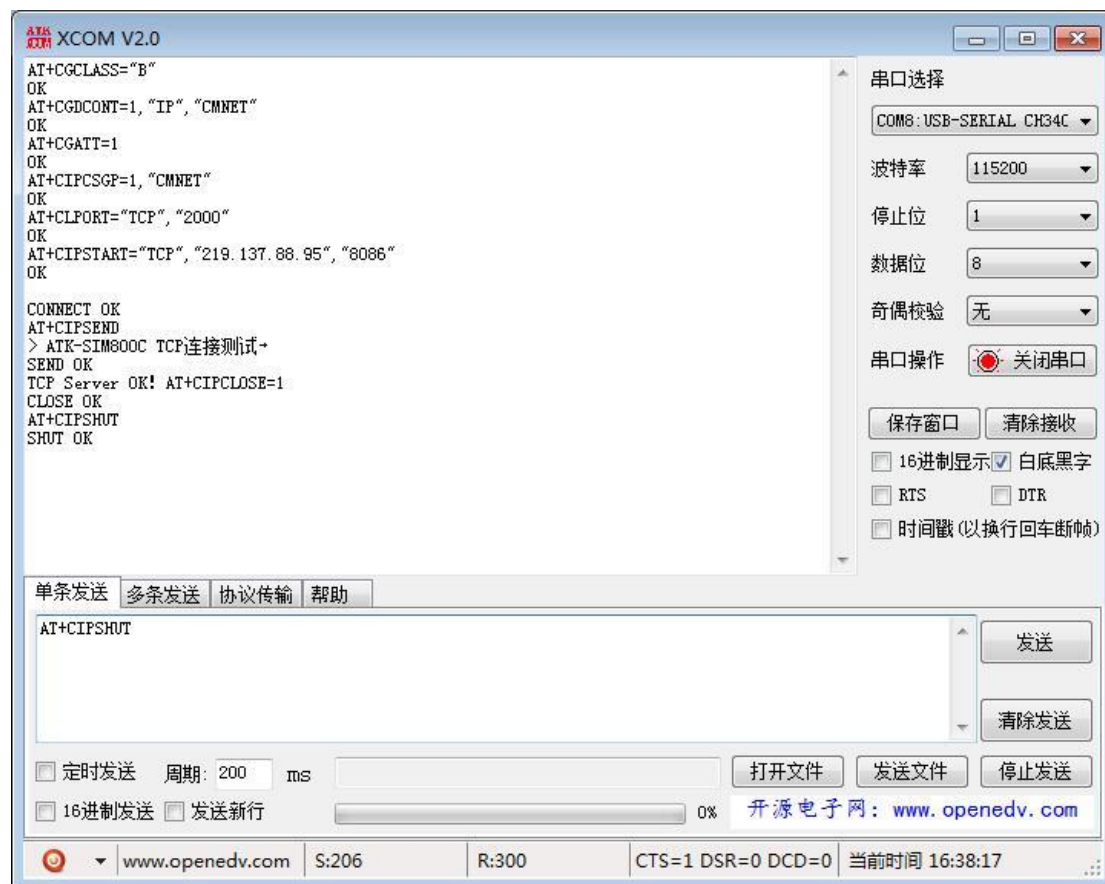 ATK XCOM XCOM V2.0
AT+CGCLASS="B"
OK
AT+CGDCONT=1,"IP","CMNET"
OK
AT+CGATT=1
OK
AT+CIPCSGP=1,"CMNET"
OK
AT+CLPORT="TCP","2000"
OK
AT+CIPSTART="TCP","219.137.88.95","8086"
OK
CONNECT OK
AT+CIPSEND
> ATK-SIM800C TCP连接测试→
SEND OK
TCP Server OK! AT+CIPCLOSE=1
CLOSE OK
AT+CIPSHUT
SHUT OK
串口选择
COM8:USB-SERIAL CH34C
波特率 115200
停止位 1
数据位 8
奇偶校验 无
串口操作 关闭串口
保存窗口 清除接收
16进制显示 白底黑字
RTS DTR
时间戳(以换行回车断帧)
单条发送 多条发送 协议传输 帮助
AT+CIPSHUT
发送
清除发送
定时发送 周期: 200 ms 打开文件 发送文件 停止发送
16进制发送 发送新行 0% 开源电子网: www.openedv.com
www.openedv.com S:206 R:300 CTS=1 DSR=0 DCD=0 当前时间 16:38:17